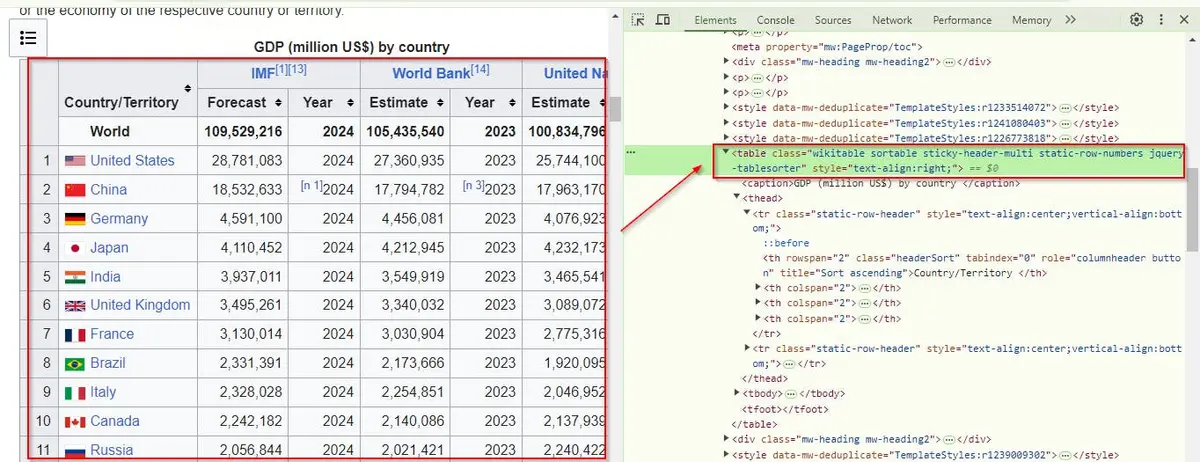 or the economy of the respective country or territory.
GDP (million US$) by country
IMF[1][13] World Bank[14] United Na
Country/Territory Forecast Year Estimate Year Estimate
World 109,529,216 2024 105,435,540 2023 100,834,796
1 United States 28,781,083 2024 27,360,935 2023 25,744,100
2 China 18,532,633 [n 1]2024 17,794,782 [n 3]2023 17,963,170
3 Germany 4,591,100 2024 4,456,081 2023 4,076,923
4 Japan 4,110,452 2024 4,212,945 2023 4,232,173
5 India 3,937,011 2024 3,549,919 2023 3,465,541
6 United Kingdom 3,495,261 2024 3,340,032 2023 3,089,072
7 France 3,130,014 2024 3,030,904 2023 2,775,316
8 Brazil 2,331,391 2024 2,173,666 2023 1,920,095
9 Italy 2,328,028 2024 2,254,851 2023 2,046,952
10 Canada 2,242,182 2024 2,140,086 2023 2,137,939
11 Russia 2,056,844 2024 2,021,421 2023 2,240,422
Elements Console Sources Network Performance Memory
<p>…</p>
<meta property="mw:PageProp/toc">
<div class="mw-heading mw-heading2">…</div>
<p>…</p>
<p>…</p>
<style data-mw-deduplicate="TemplateStyles:r1233514072">…</style>
<style data-mw-deduplicate="TemplateStyles:r1241080403">…</style>
<style data-mw-deduplicate="TemplateStyles:r1226773818">…</style>
<table class="wikitable sortable sticky-header-multi static-row-numbers jquery
-tablesorter" style="text-align:right;"> == $0
<caption>GDP (million US$) by country </caption>
<thead>
<tr class="static-row-header" style="text-align:center;vertical-align:bott
om;">
::before
<th rowspan="2" class="headerSort" tabindex="0" role="columnheader butto
n" title="Sort ascending">Country/Territory </th>
<th colspan="2">…</th>
<th colspan="2">…</th>
<th colspan="2">…</th>
</tr>
<tr class="static-row-header" style="text-align:center;vertical-align:bott
om;">…</tr>
</thead>
<tbody>…</tbody>
<tfoot></tfoot>
</table>
<div class="mw-heading mw-heading2">…</div>
<style data-mw-deduplicate="TemplateStyles:r1239009302">…</style>